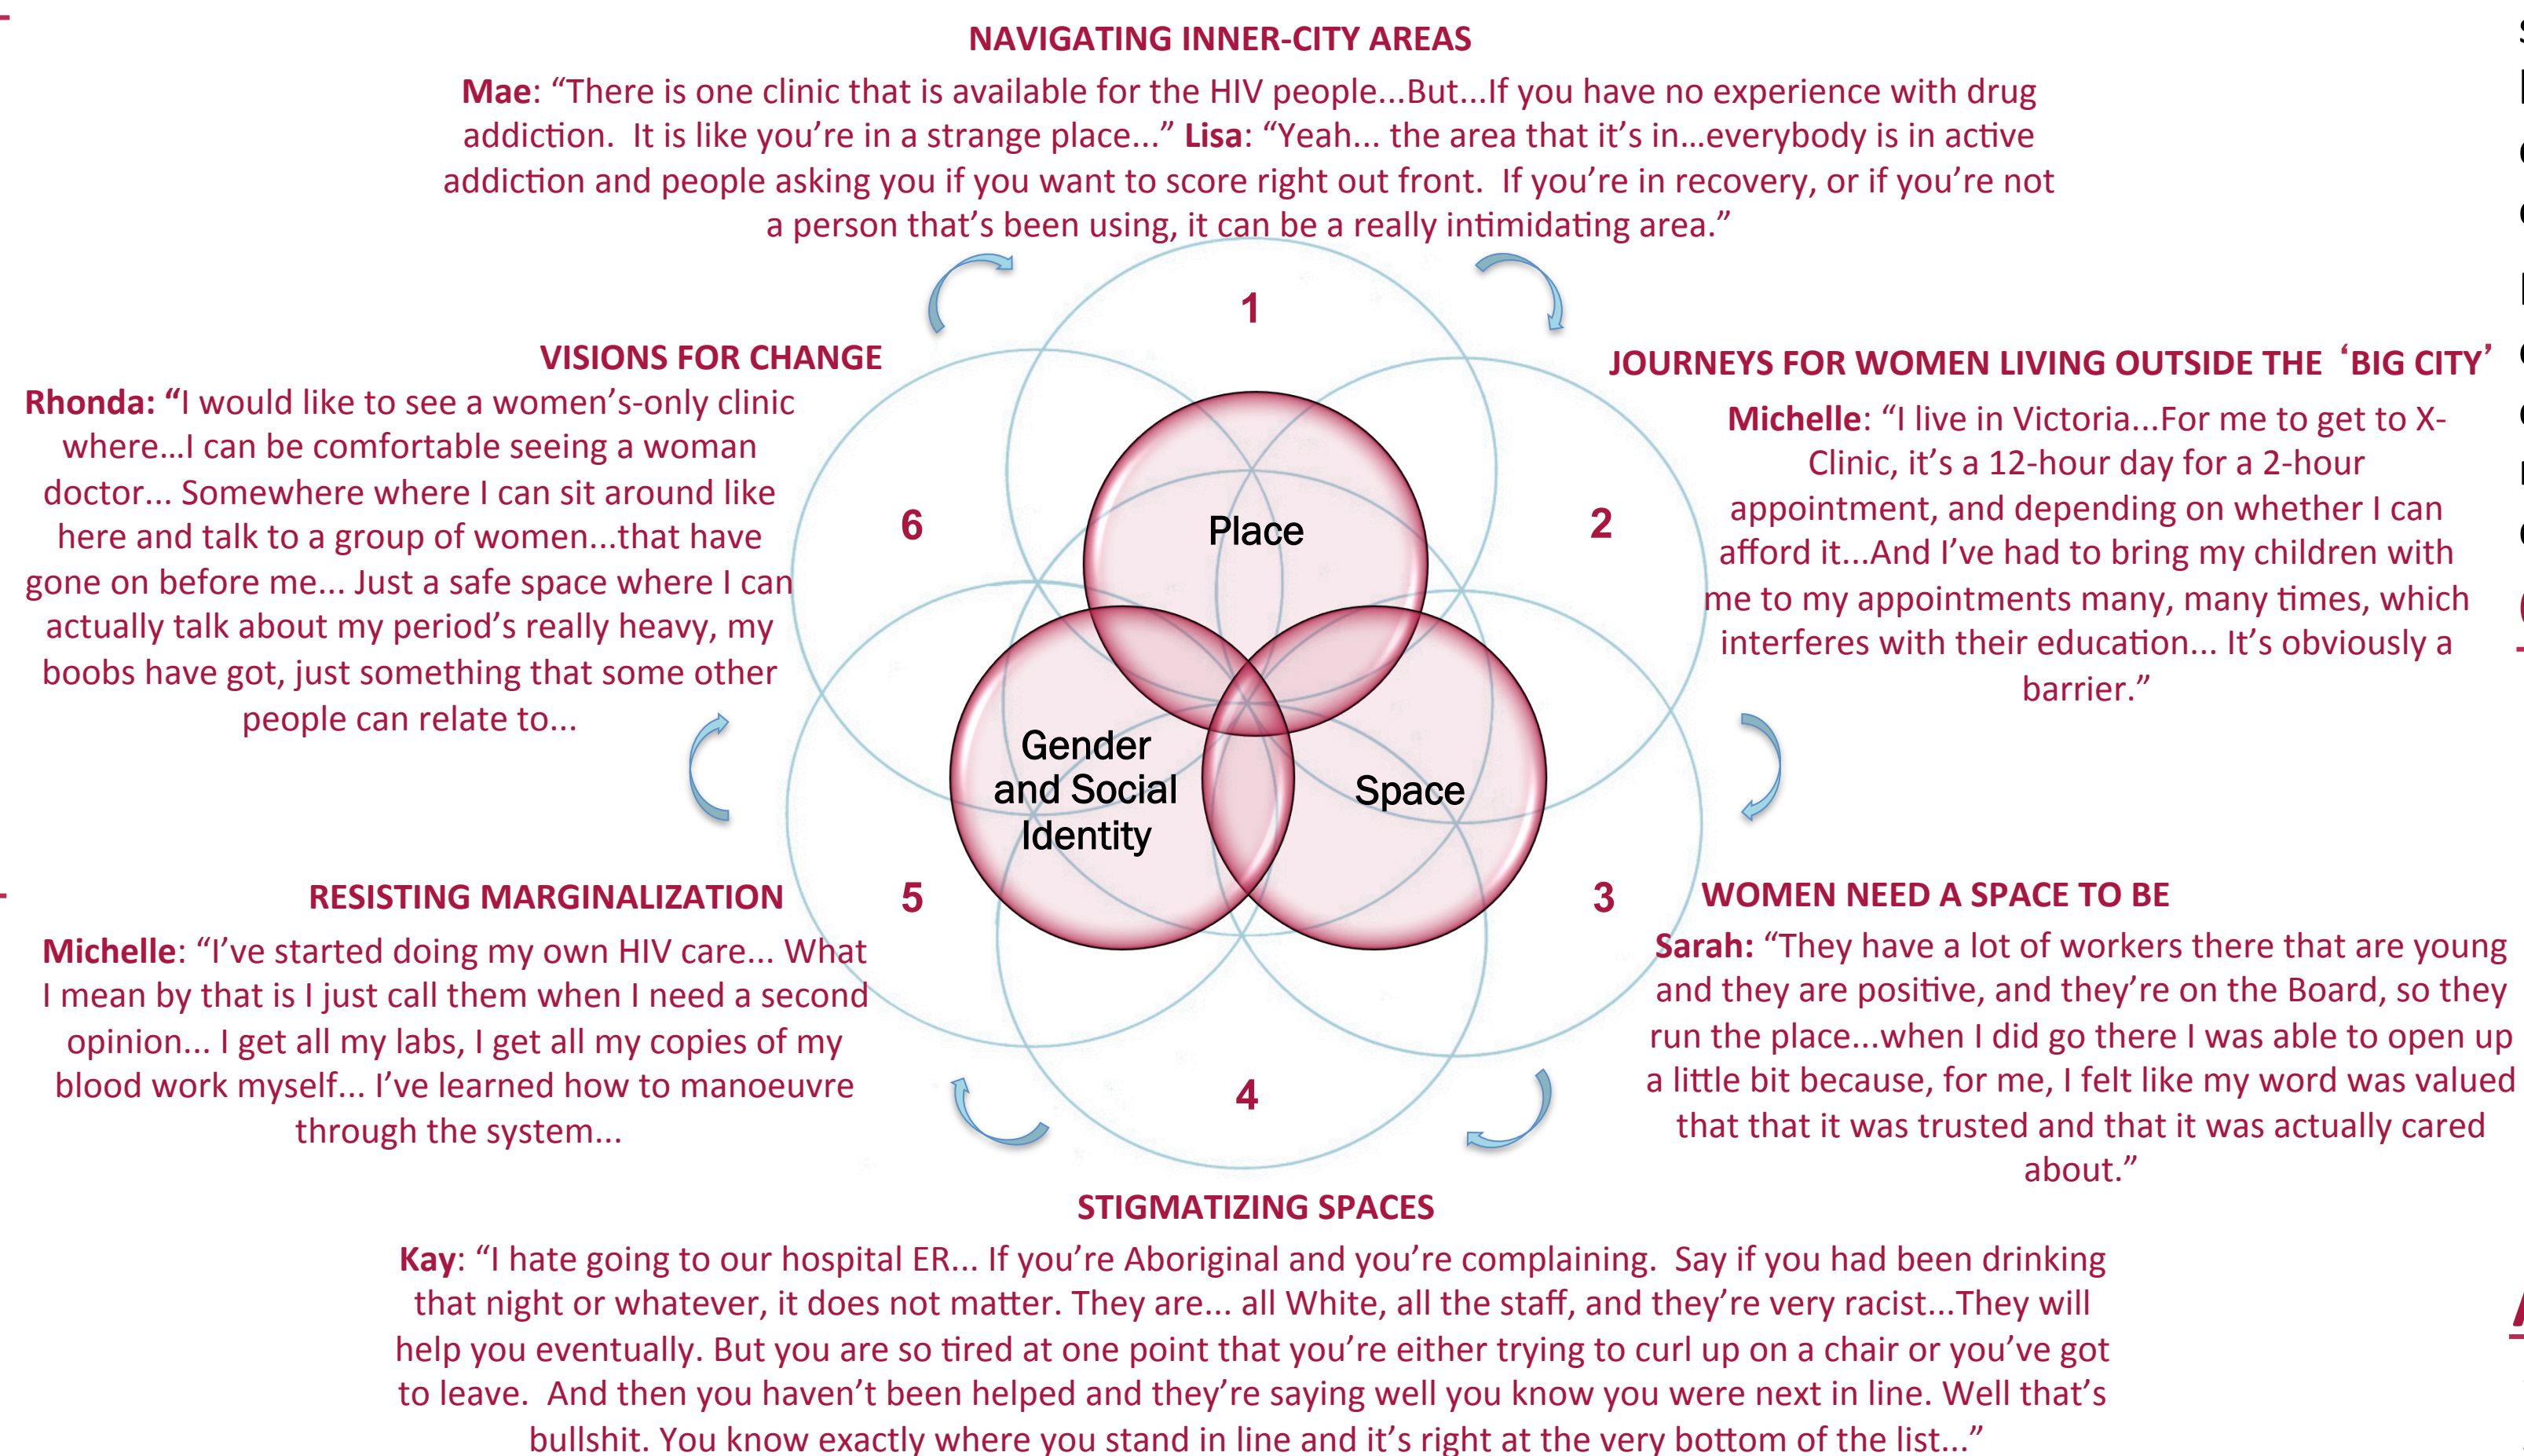 NAVIGATING INNER-CITY AREAS
Mae: “There is one clinic that is available for the HIV people...But...If you have no experience with drug
addiction.  It is like you’re in a strange place...” Lisa: “Yeah... the area that it’s in...everybody is in active
addiction and people asking you if you want to score right out front.  If you’re in recovery, or if you’re not
a person that’s been using, it can be a really intimidating area.”
1
JOURNEYS FOR WOMEN LIVING OUTSIDE THE ‘BIG CITY’
Michelle: “I live in Victoria...For me to get to X-
Clinic, it’s a 12-hour day for a 2-hour
appointment, and depending on whether I can
afford it...And I’ve had to bring my children with
me to my appointments many, many times, which
interferes with their education... It’s obviously a
barrier.”
2
WOMEN NEED A SPACE TO BE
Sarah: “They have a lot of workers there that are young
and they are positive, and they’re on the Board, so they
run the place...when I did go there I was able to open up
a little bit because, for me, I felt like my word was valued
that that it was trusted and that it was actually cared
about.”
3
STIGMATIZING SPACES
Kay: “I hate going to our hospital ER... If you’re Aboriginal and you’re complaining.  Say if you had been drinking
that night or whatever, it does not matter. They are... all White, all the staff, and they’re very racist...They will
help you eventually. But you are so tired at one point that you’re either trying to curl up on a chair or you’ve got
to leave.  And then you haven’t been helped and they’re saying well you know you were next in line. Well that’s
bullshit. You know exactly where you stand in line and it’s right at the very bottom of the list...”
4
RESISTING MARGINALIZATION
Michelle: “I’ve started doing my own HIV care... What
I mean by that is I just call them when I need a second
opinion... I get all my labs, I get all my copies of my
blood work myself... I’ve learned how to manoeuvre
through the system...
5
VISIONS FOR CHANGE
Rhonda: “I would like to see a women’s-only clinic
where...I can be comfortable seeing a woman
doctor... Somewhere where I can sit around like
here and talk to a group of women...that have
gone on before me... Just a safe space where I can
actually talk about my period’s really heavy, my
boobs have got, just something that some other
people can relate to...
6
Place
Gender
and Social
Identity
Space